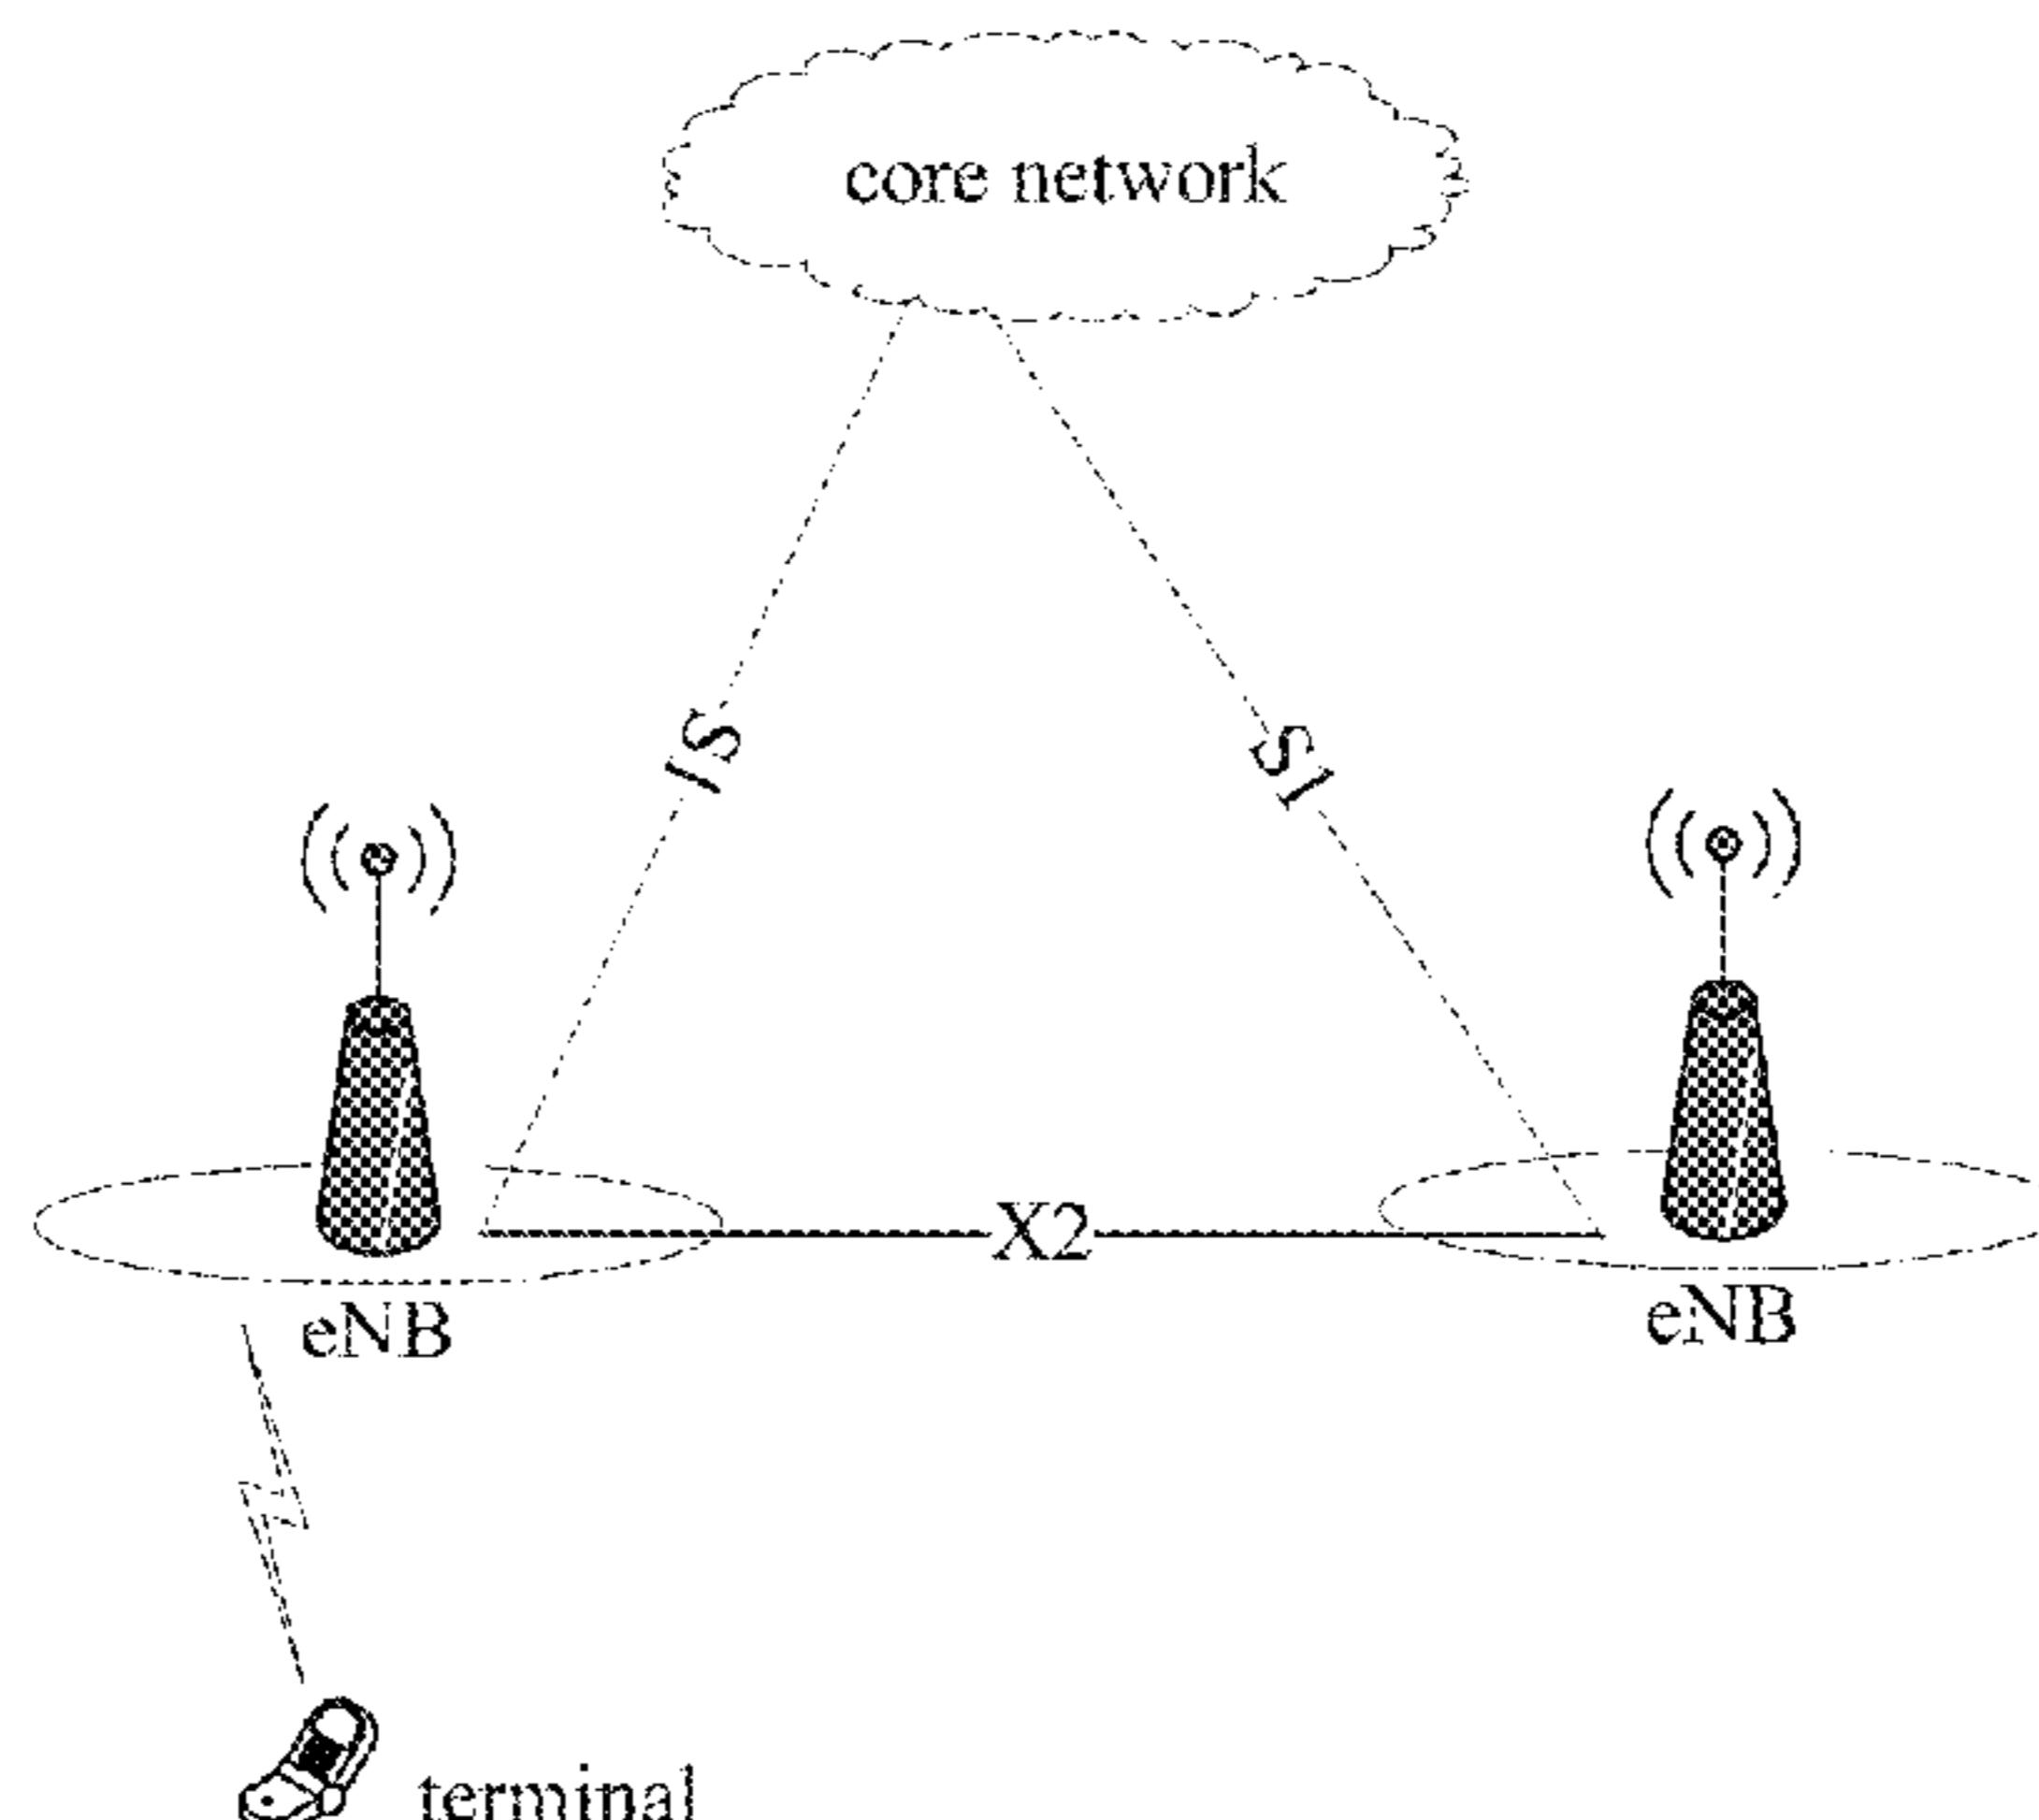 core network
S1
S1
X2
eNB
eNB
terminal